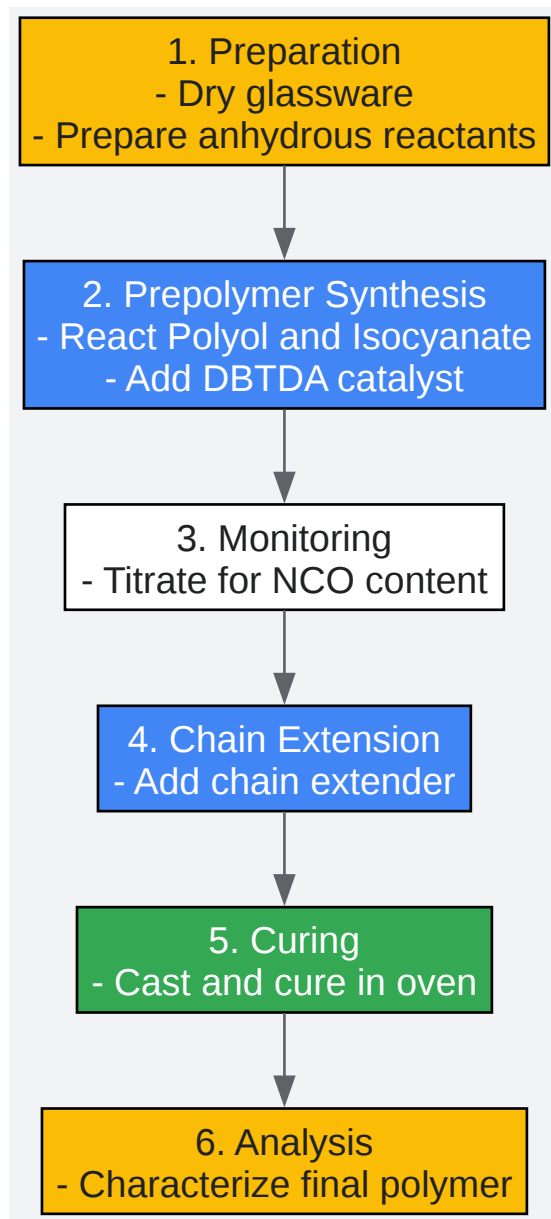 1. Preparation
- Dry glassware
- Prepare anhydrous reactants
2. Prepolymer Synthesis
- React Polyol and Isocyanate
- Add DBTDA catalyst
3. Monitoring
- Titrate for NCO content
4. Chain Extension
- Add chain extender
5. Curing
- Cast and cure in oven
6. Analysis
- Characterize final polymer